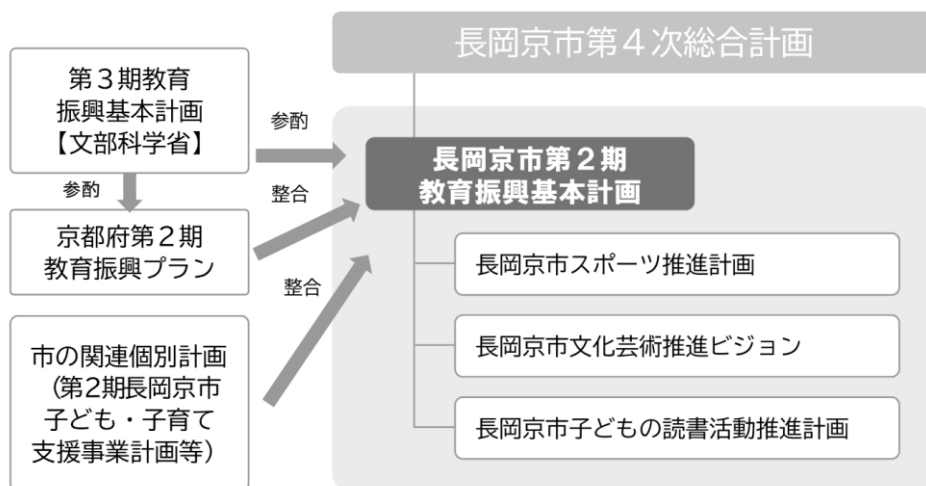 長岡京市第４次総合計画
第３期教育
振興基本計画
【文部科学省】
参酌
参酌
長岡京市第２期
教育振興基本計画
整合
京都府第２期
教育振興プラン
整合
長岡京市スポーツ推進計画
市の関連個別計画
（第2期長岡京市
子ども・子育て
支援事業計画等）
長岡京市文化芸術推進ビジョン
長岡京市子どもの読書活動推進計画